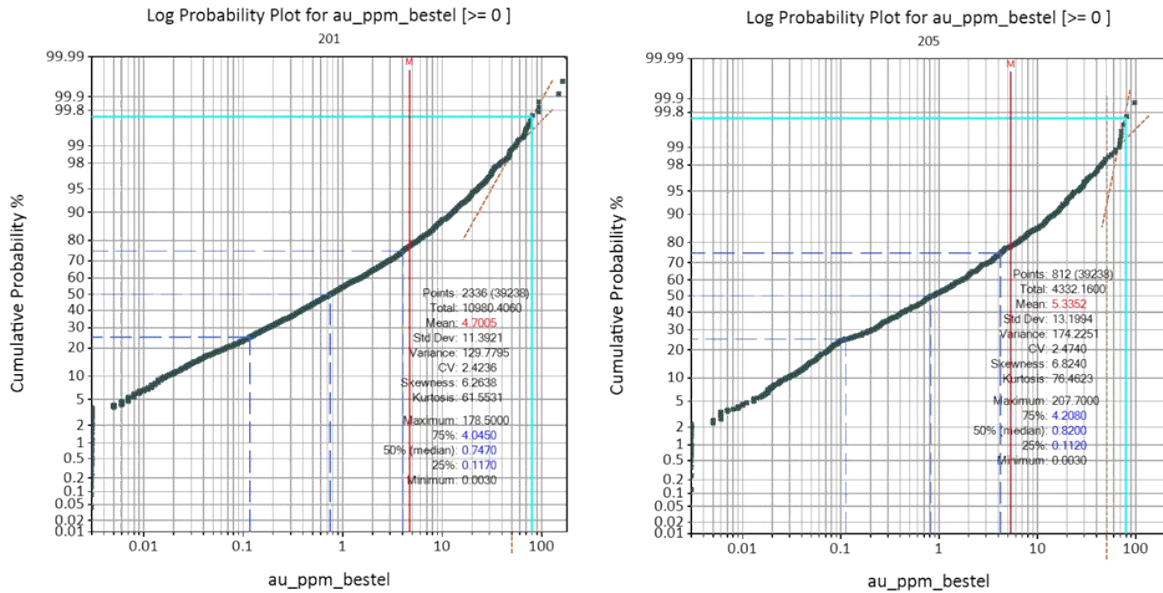 Log Probability Plot for au_ppm_bestel [>= 0 ]
201
99.99
99.9
99.8
99
98
95
90
80
70
60
50
40
30
20
10
5
2
1
0.5
0.2
0.1
0.05
0.02
0.01
Cumulative Probability %
M
Points: 2336 (39238)
Total: 10980.4060
Mean: 4.7005
Std Dev: 11.3921
Variance: 129.7795
CV: 2.4236
Skewness: 6.2638
Kurtosis: 61.5531
Maximum: 178.5000
75%: 4.0450
50% (median): 0.7470
25%: 0.1170
Minimum: 0.0030
0.01 0.1 1 10 100
au_ppm_bestel
Log Probability Plot for au_ppm_bestel [>= 0 ]
205
99.99
99.9
99.8
99
98
95
90
80
70
60
50
40
30
20
10
5
2
1
0.5
0.2
0.1
0.05
0.02
0.01
Cumulative Probability %
M
Points: 812 (39238)
Total: 4332.1600
Mean: 5.3352
Std Dev: 13.1994
Variance: 174.2251
CV: 2.4740
Skewness: 6.8240
Kurtosis: 76.4623
Maximum: 207.7000
75%: 4.2080
50% (median): 0.8200
25%: 0.1120
Minimum: 0.0030
0.01 0.1 1 10 100
au_ppm_bestel